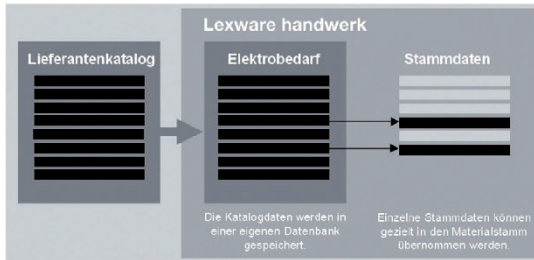 Lexware handwerk
Lieferantenkatalog
Elektrobedarf
Stammdaten
Die Katalogdaten werden in
einer eigenen Datenbank
gespeichert.
Einzelne Stammdaten können
gezielt in den Materialstamm
übernommen werden.